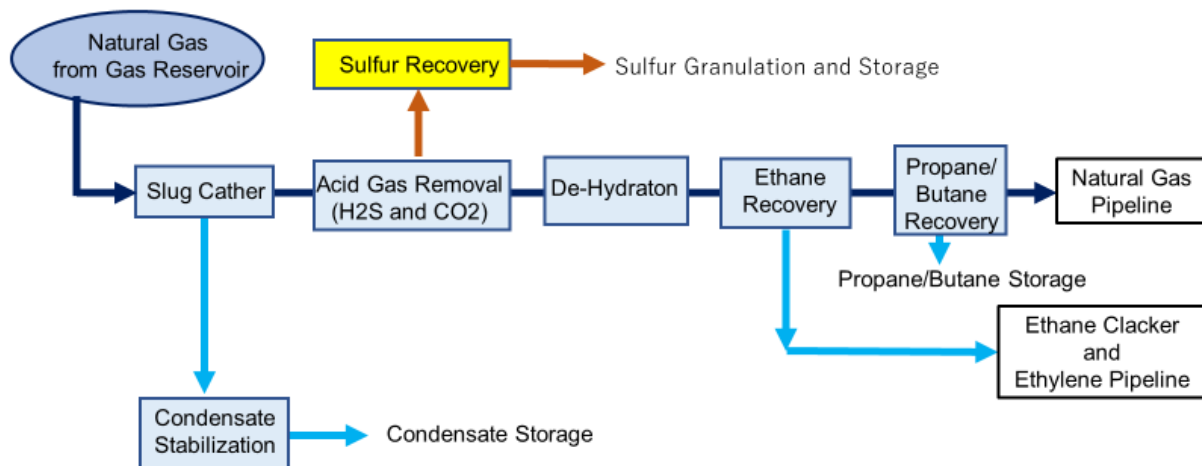 Natural Gas
from Gas Reservoir
Sulfur Recovery
Sulfur Granulation and Storage
Slug Cather
Acid Gas Removal
(H2S and CO2)
De-Hydraton
Ethane
Recovery
Propane/
Butane
Recovery
Natural Gas
Pipeline
Propane/Butane Storage
Ethane Clacker
and
Ethylene Pipeline
Condensate
Stabilization
Condensate Storage